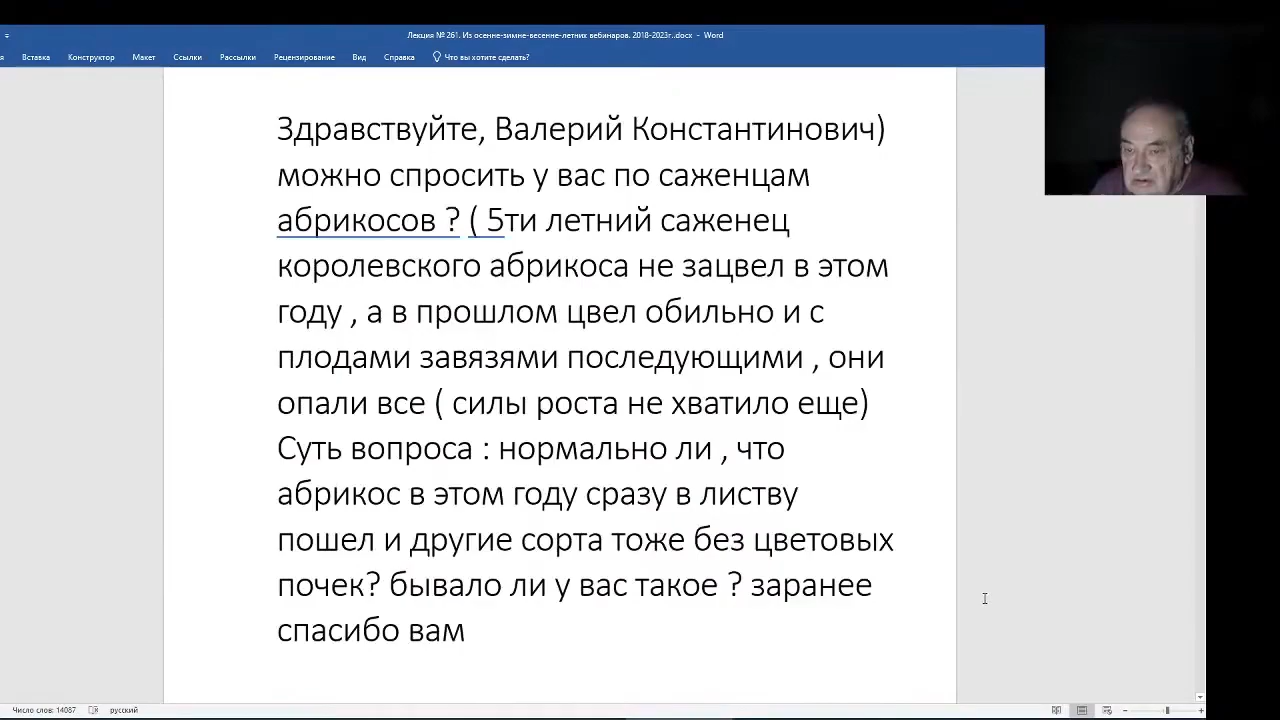 Лекция № 261. Из осенне-зимне-весенне-летних вебинаров. 2018-2023г..docx - Word
я Вставка Конструктор Макет Ссылки Рассылки Рецензирование Вид Справка Что вы хотите сделать?
Здравствуйте, Валерий Константинович)
можно спросить у вас по саженцам
абрикосов ? ( 5ти летний саженец
королевского абрикоса не зацвел в этом
году , а в прошлом цвел обильно и с
плодами завязями последующими , они
опали все ( силы роста не хватило еще)
Суть вопроса : нормально ли , что
абрикос в этом году сразу в листву
пошел и другие сорта тоже без цветовых
почек? бывало ли у вас такое ? заранее
спасибо вам
Число слов: 14087 русский